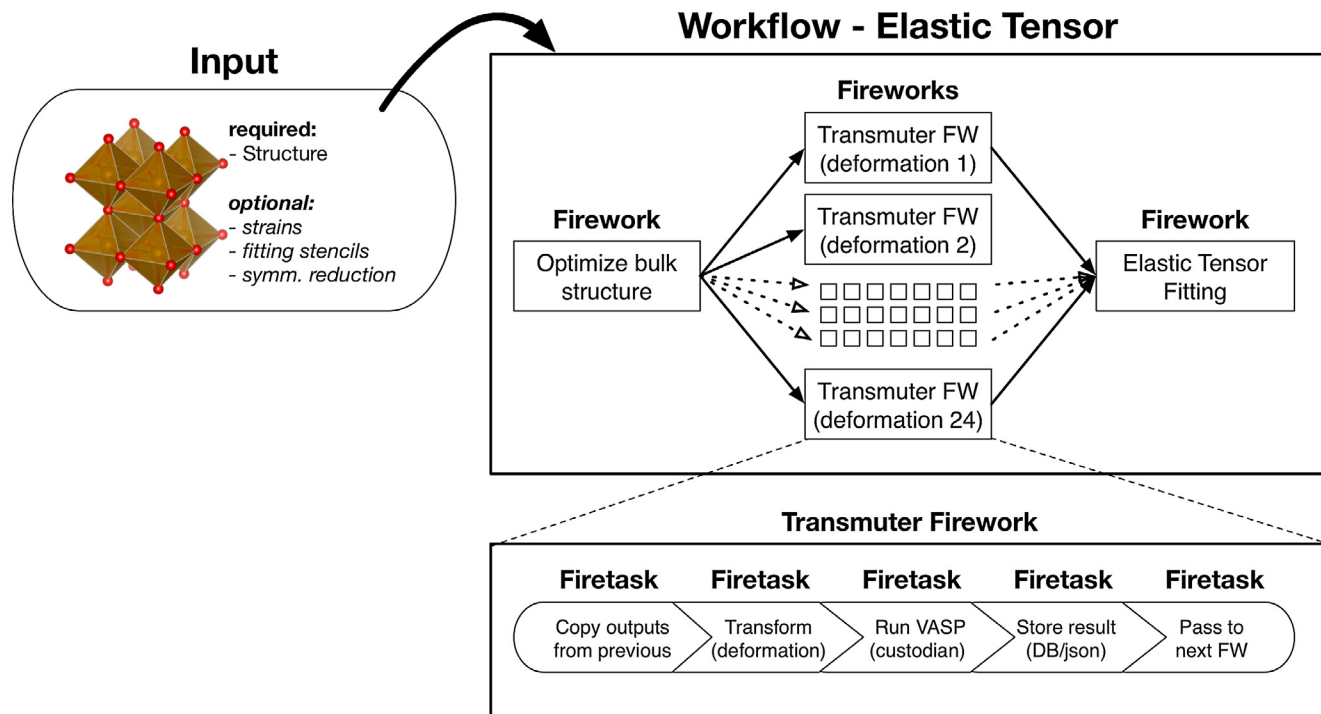 Input
required:
- Structure
optional:
- strains
- fitting stencils
- symm. reduction
Workflow - Elastic Tensor
Fireworks
Transmuter FW
(deformation 1)
Transmuter FW
(deformation 2)
Firework
Optimize bulk
structure
Transmuter FW
(deformation 24)
Firework
Elastic Tensor
Fitting
Transmuter Firework
Firetask
Copy outputs
from previous
Firetask
Transform
(deformation)
Firetask
Run VASP
(custodian)
Firetask
Store result
(DB/json)
Firetask
Pass to
next FW